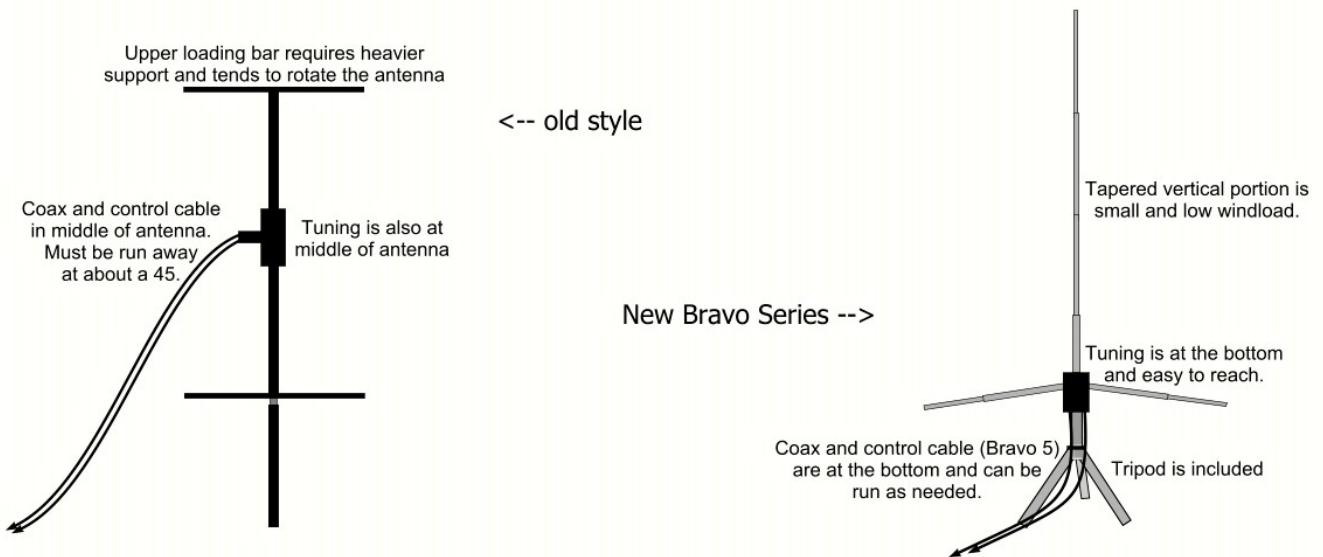 Upper loading bar requires heavier
support and tends to rotate the antenna
<-- old style
Coax and control cable
in middle of antenna.
Must be run away
at about a 45.
Tuning is also at
middle of antenna
Tapered vertical portion is
small and low windload.
New Bravo Series -->
Tuning is at the bottom
and easy to reach.
Coax and control cable (Bravo 5)
are at the bottom and can be
run as needed.
Tripod is included